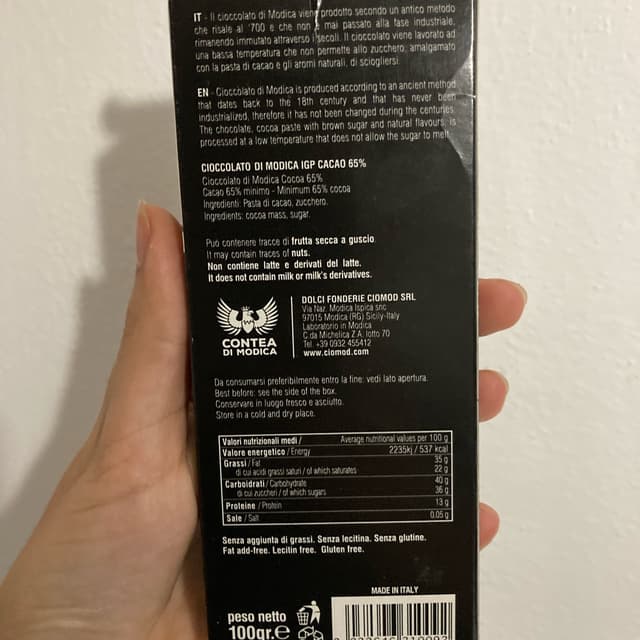 IT - Il cioccolato di Modica viene prodotto secondo un antico metodo
che risale al '700 e che non è mai passato alla fase industriale,
rimanendo immutato attraverso i secoli. Il cioccolato viene lavorato ad
una bassa temperatura che non permette allo zucchero, amalgamato
con la pasta di cacao e gli aromi naturali, di sciogliersi.
EN - Cioccolato di Modica is produced according to an ancient method
that dates back to the 18th century and that has never been
industrialized, therefore it has not been changed during the centuries.
The chocolate, cocoa paste with brown sugar and natural flavours, is
processed at a low temperature that does not allow the sugar to melt.
CIOCCOLATO DI MODICA IGP CACAO 65%
Cioccolato di Modica Cocoa 65%
Cacao 65% minimo - Minimum 65% cocoa
Ingredienti: Pasta di cacao, zucchero.
Ingredients: cocoa mass, sugar.
Può contenere tracce di frutta secca a guscio.
It may contain traces of nuts.
Non contiene latte e derivati del latte.
It does not contain milk or milk's derivatives.
CONTEA
DI MODICA
DOLCI FONDERIE CIOMOD SRL
Via Naz. Modica Ispica snc
97015 Modica (RG) Sicily-Italy
Laboratorio in Modica
C.da Michelica Z.A. lotto 70
Tel. +39 0932 455412
www.ciomod.com
Da consumarsi preferibilmente entro la fine: vedi lato apertura.
Best before: see the side of the box.
Conservare in luogo fresco e asciutto.
Store in a cold and dry place.
Valori nutrizionali medi / Average nutritional values per 100 g
Valore energetico / Energy 2235kj / 537 kcal
Grassi / Fat 35 g
di cui acidi grassi saturi / of which saturates 22 g
Carboidrati / Carbohydrate 40 g
di cui zuccheri / of which sugars 36 g
Proteine / Protein 13 g
Sale / Salt 0.05 g
Senza aggiunta di grassi. Senza lecitina. Senza glutine.
Fat add-free. Lecitin free. Gluten free.
MADE IN ITALY
peso netto
100gr.e